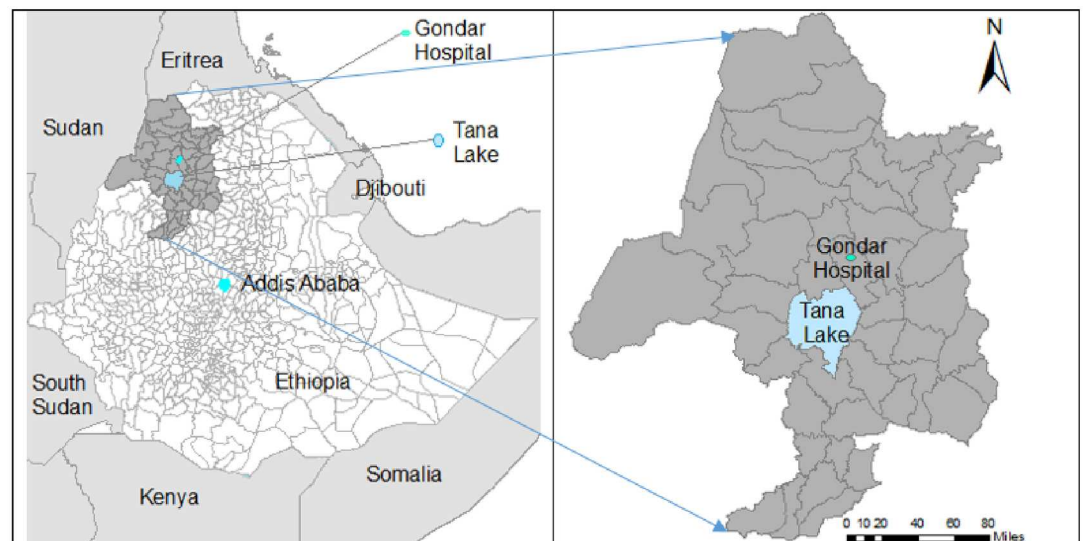 Gondar
Hospital
Eritrea
Sudan
Tana
Lake
Djibouti
Addis Ababa
Ethiopia
South
Sudan
Somalia
Kenya
N
Gondar
Hospital
Tana
Lake
0 10 20 40 60 80
Miles